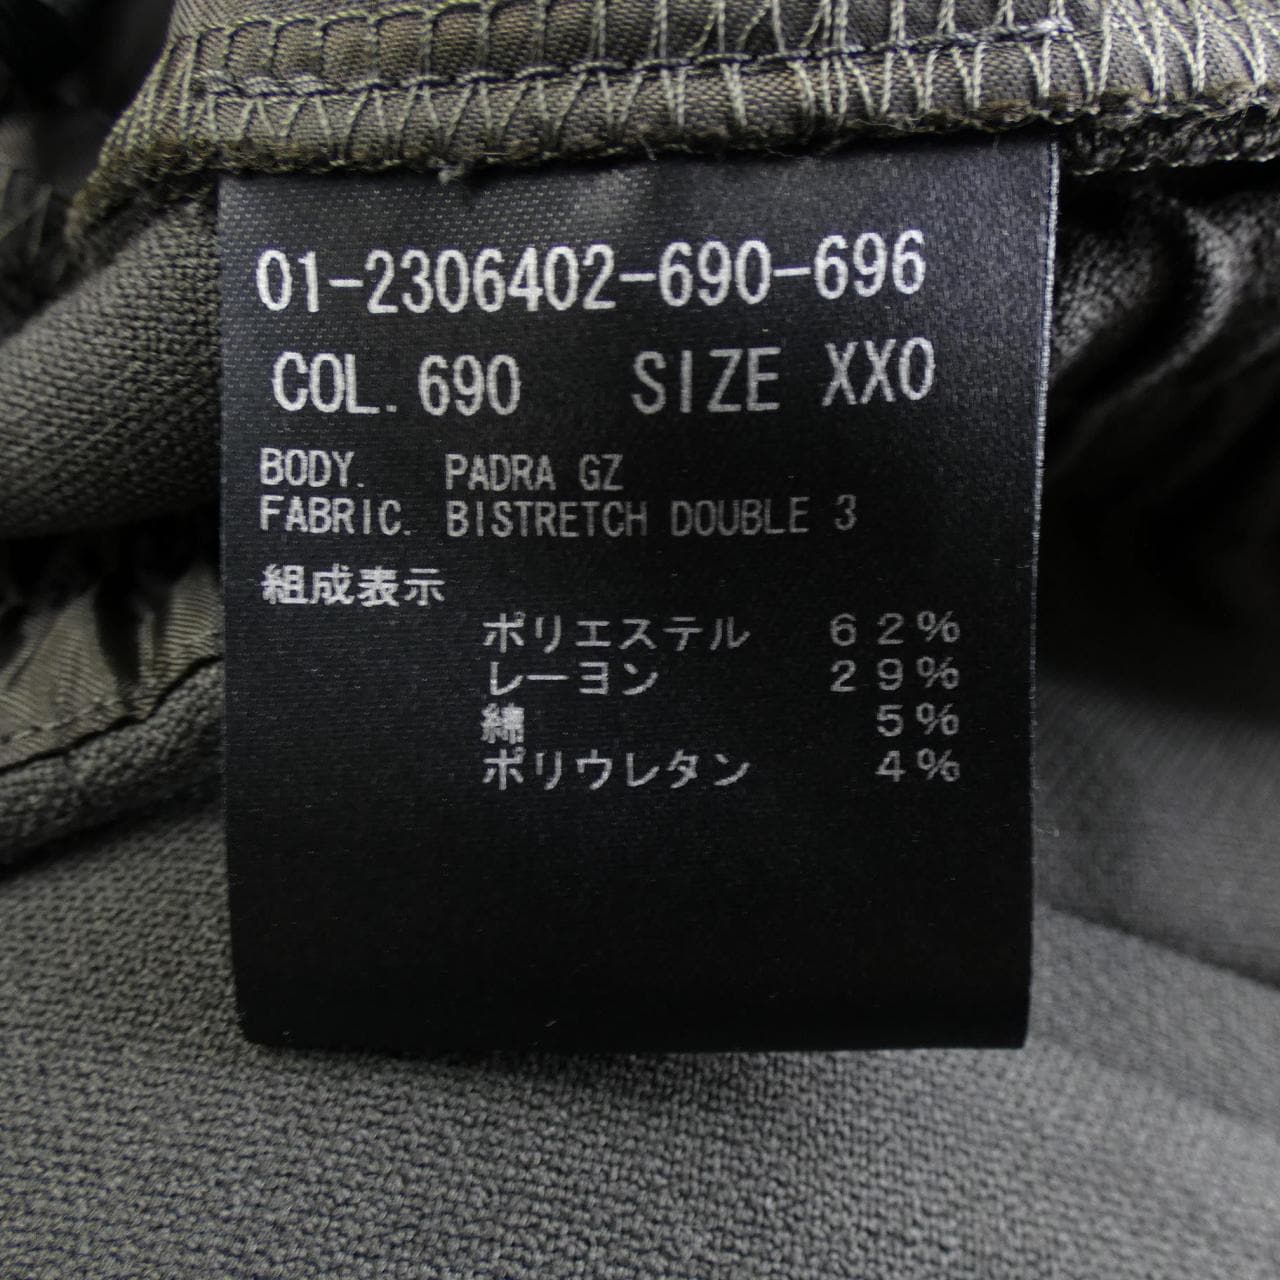 01-2306402-690-696
COL. 690 SIZE XXO
BODY. PADRA GZ
FABRIC. BISTRETCH DOUBLE 3
組成表示
ポリエステル ６２％
レーヨン ２９％
綿 ５％
ポリウレタン ４％